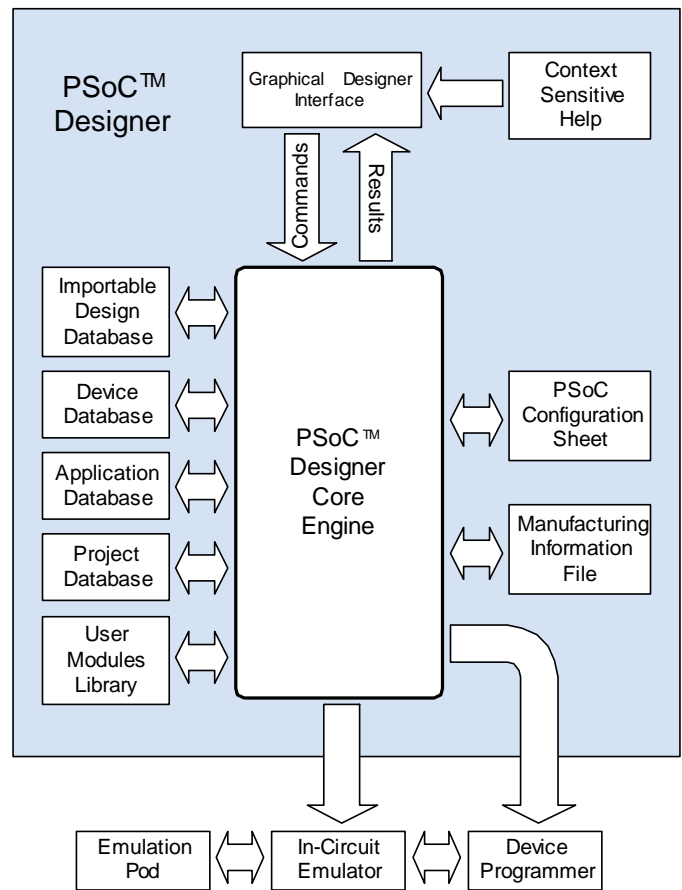 PSoC™
Designer
Graphical Designer
Interface
Context
Sensitive
Help
Commands
Results
Importable
Design
Database
Device
Database
Application
Database
Project
Database
User
Modules
Library
PSoC™
Designer
Core
Engine
PSoC
Configuration
Sheet
Manufacturing
Information
File
Emulation
Pod
In-Circuit
Emulator
Device
Programmer